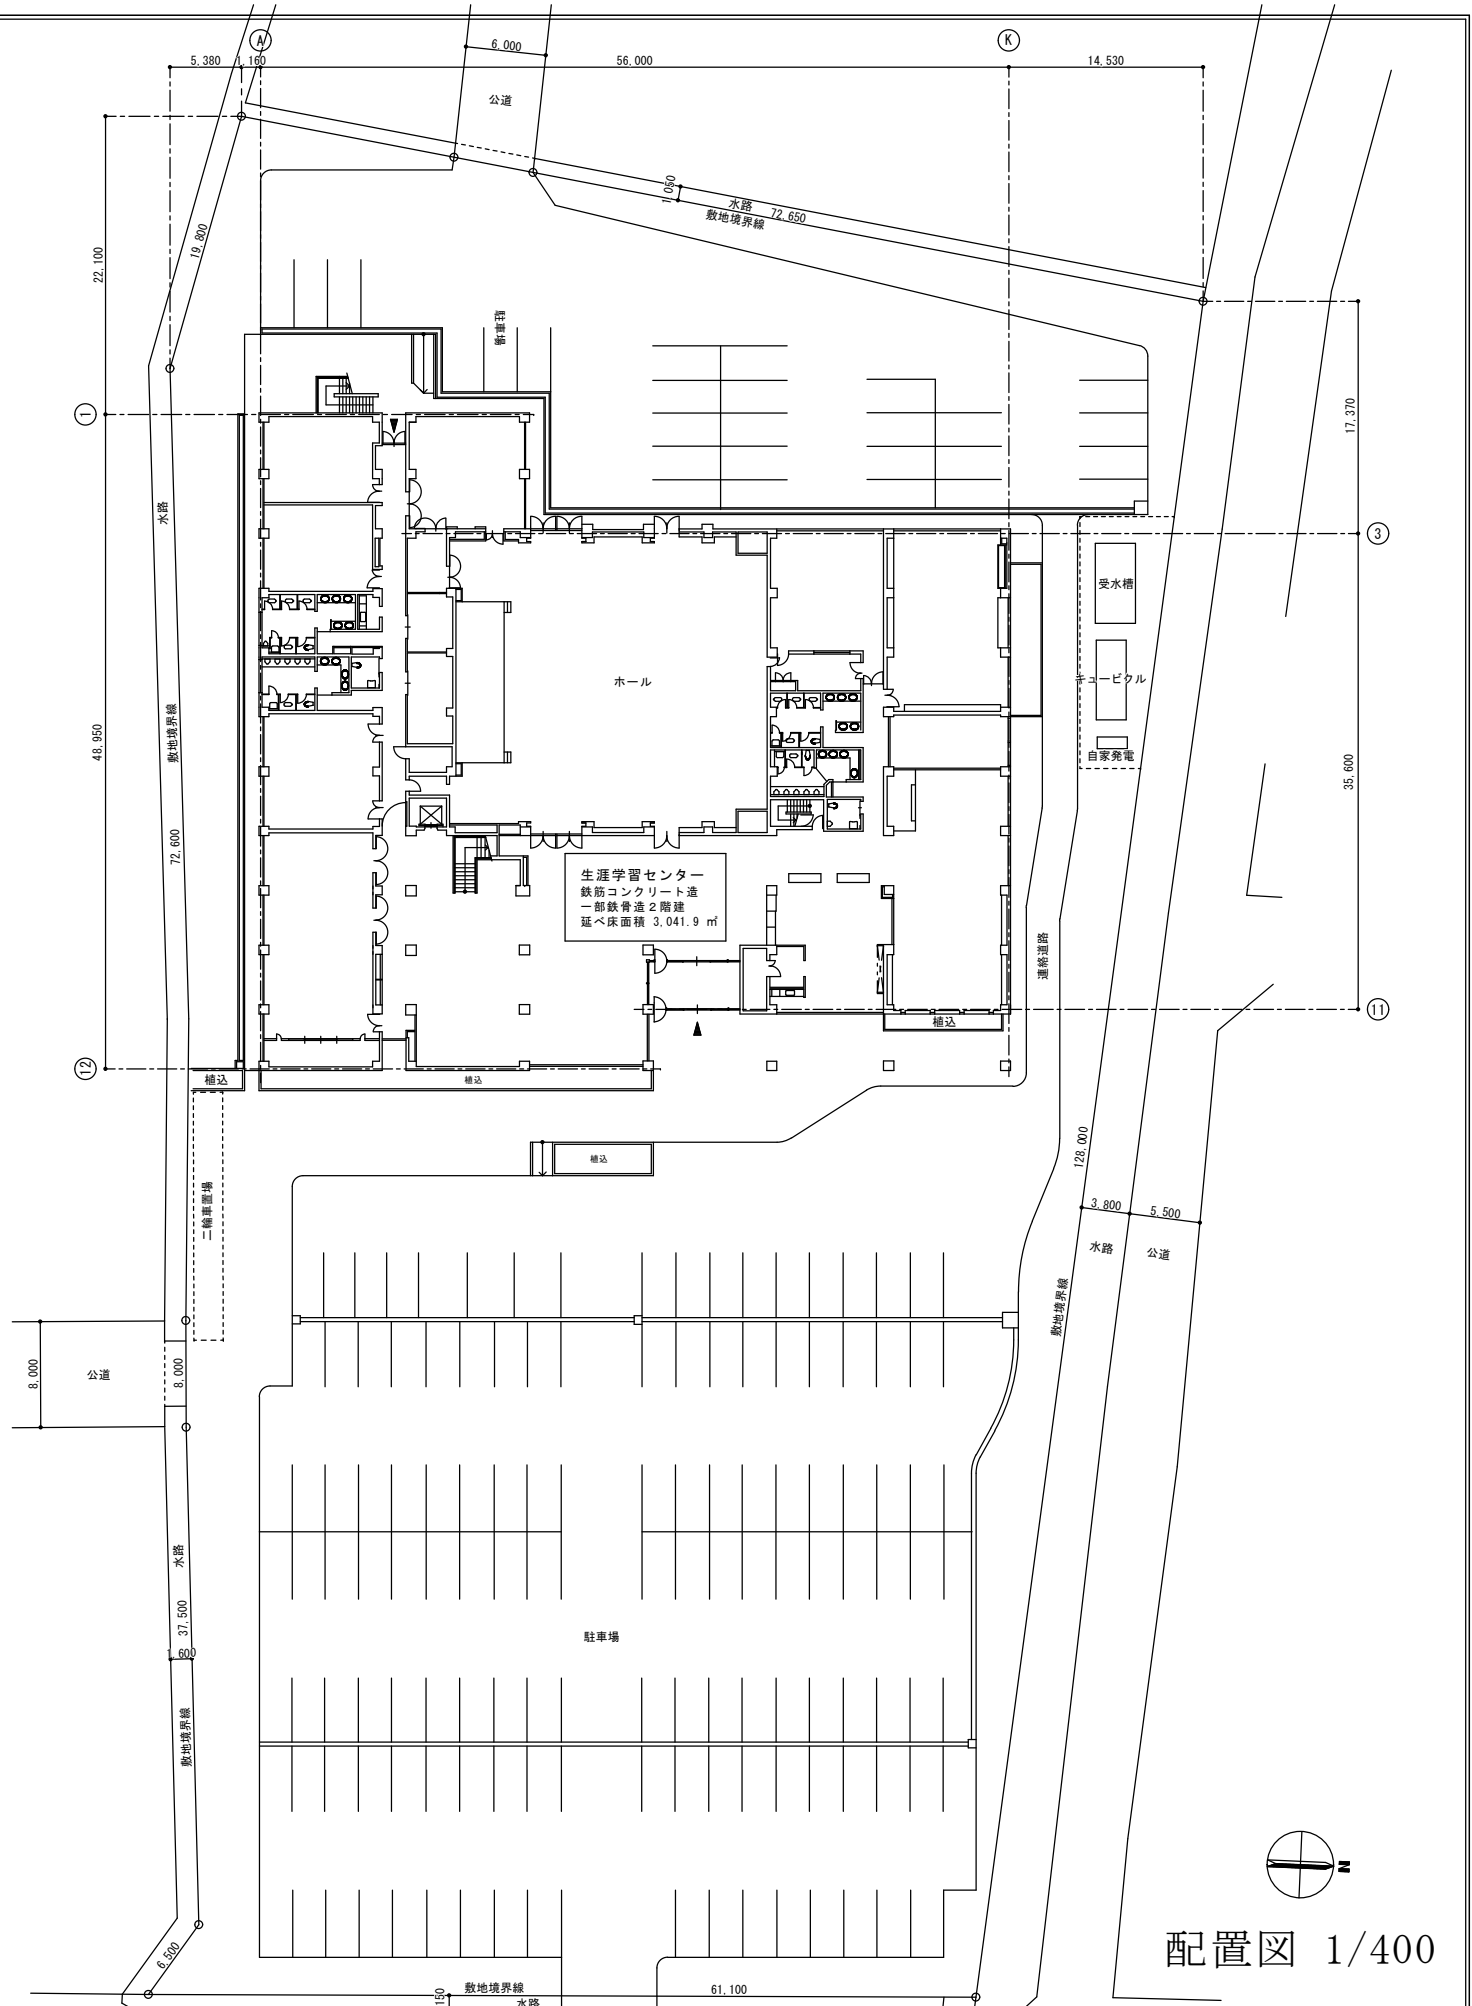 A
K
5,380
1,160
6,000
56,000
14,530
公道
22,100
19,800
1,050
水路
72,650
敷地境界線
駐車場
1
17,370
水路
3
受水槽
キュービクル
自家発電
ホール
敷地境界線
48,950
35,600
72,600
生涯学習センター
鉄筋コンクリート造
一部鉄骨造2階建
延べ床面積 3,041.9 ㎡
連絡道路
11
植込
12
植込
植込
植込
128,000
二輪車置場
3,800
5,500
水路
公道
敷地境界線
8,000
公道
8,000
水路
37,500
1,600
駐車場
敷地境界線
N
配置図 1/400
6,500
敷地境界線
61,100
150
水路